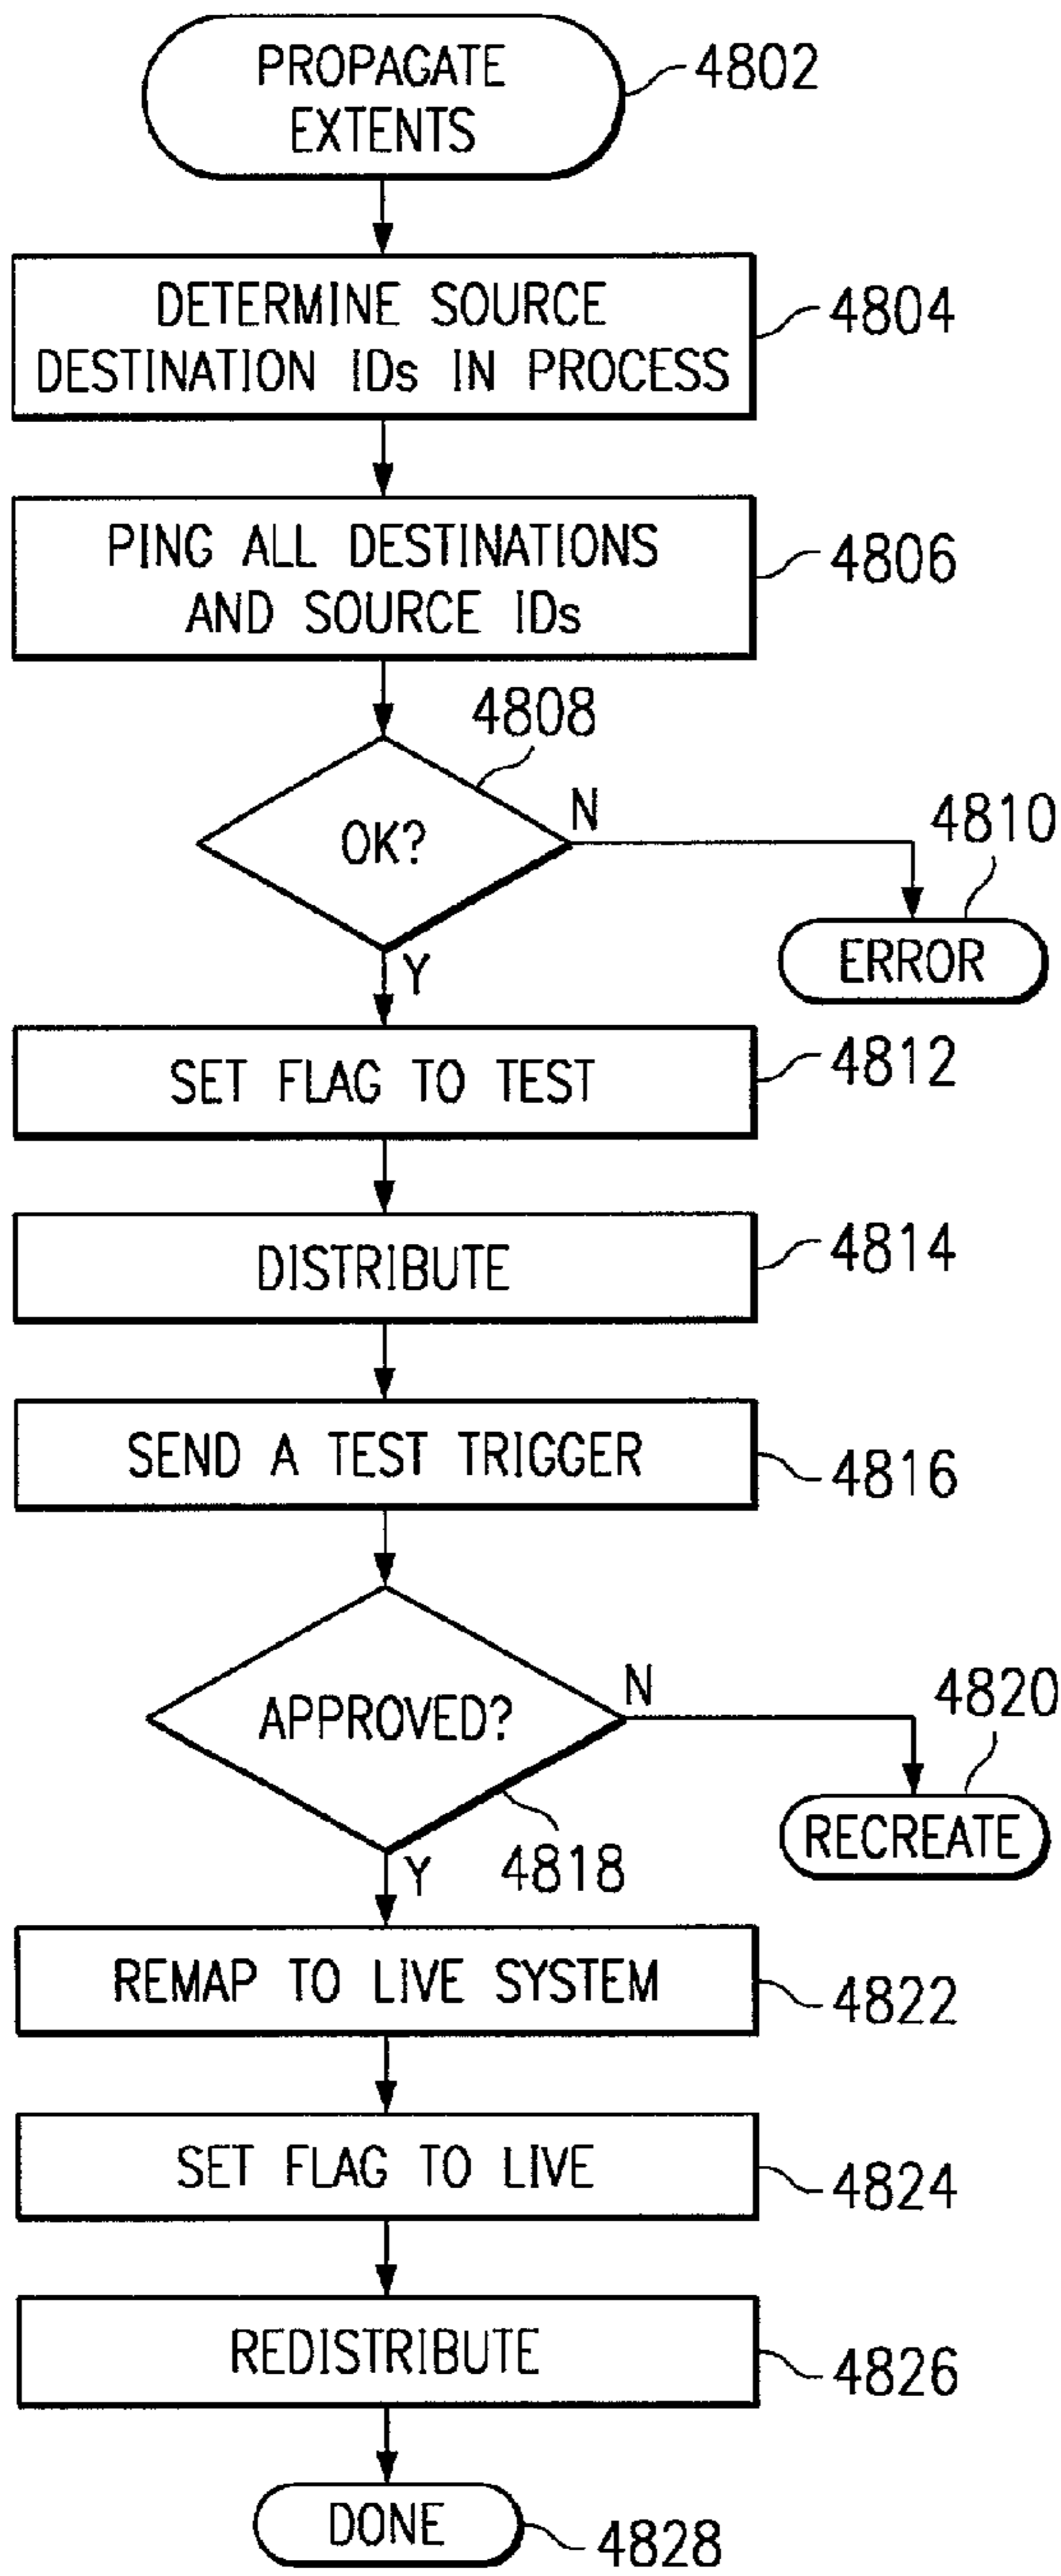 PROPAGATE
EXTENTS
4802
DETERMINE SOURCE
DESTINATION IDs IN PROCESS
4804
PING ALL DESTINATIONS
AND SOURCE IDs
4806
4808
OK?
N
4810
ERROR
Y
SET FLAG TO TEST
4812
DISTRIBUTE
4814
SEND A TEST TRIGGER
4816
APPROVED?
N
4820
RECREATE
4818
Y
REMAP TO LIVE SYSTEM
4822
SET FLAG TO LIVE
4824
REDISTRIBUTE
4826
DONE
4828